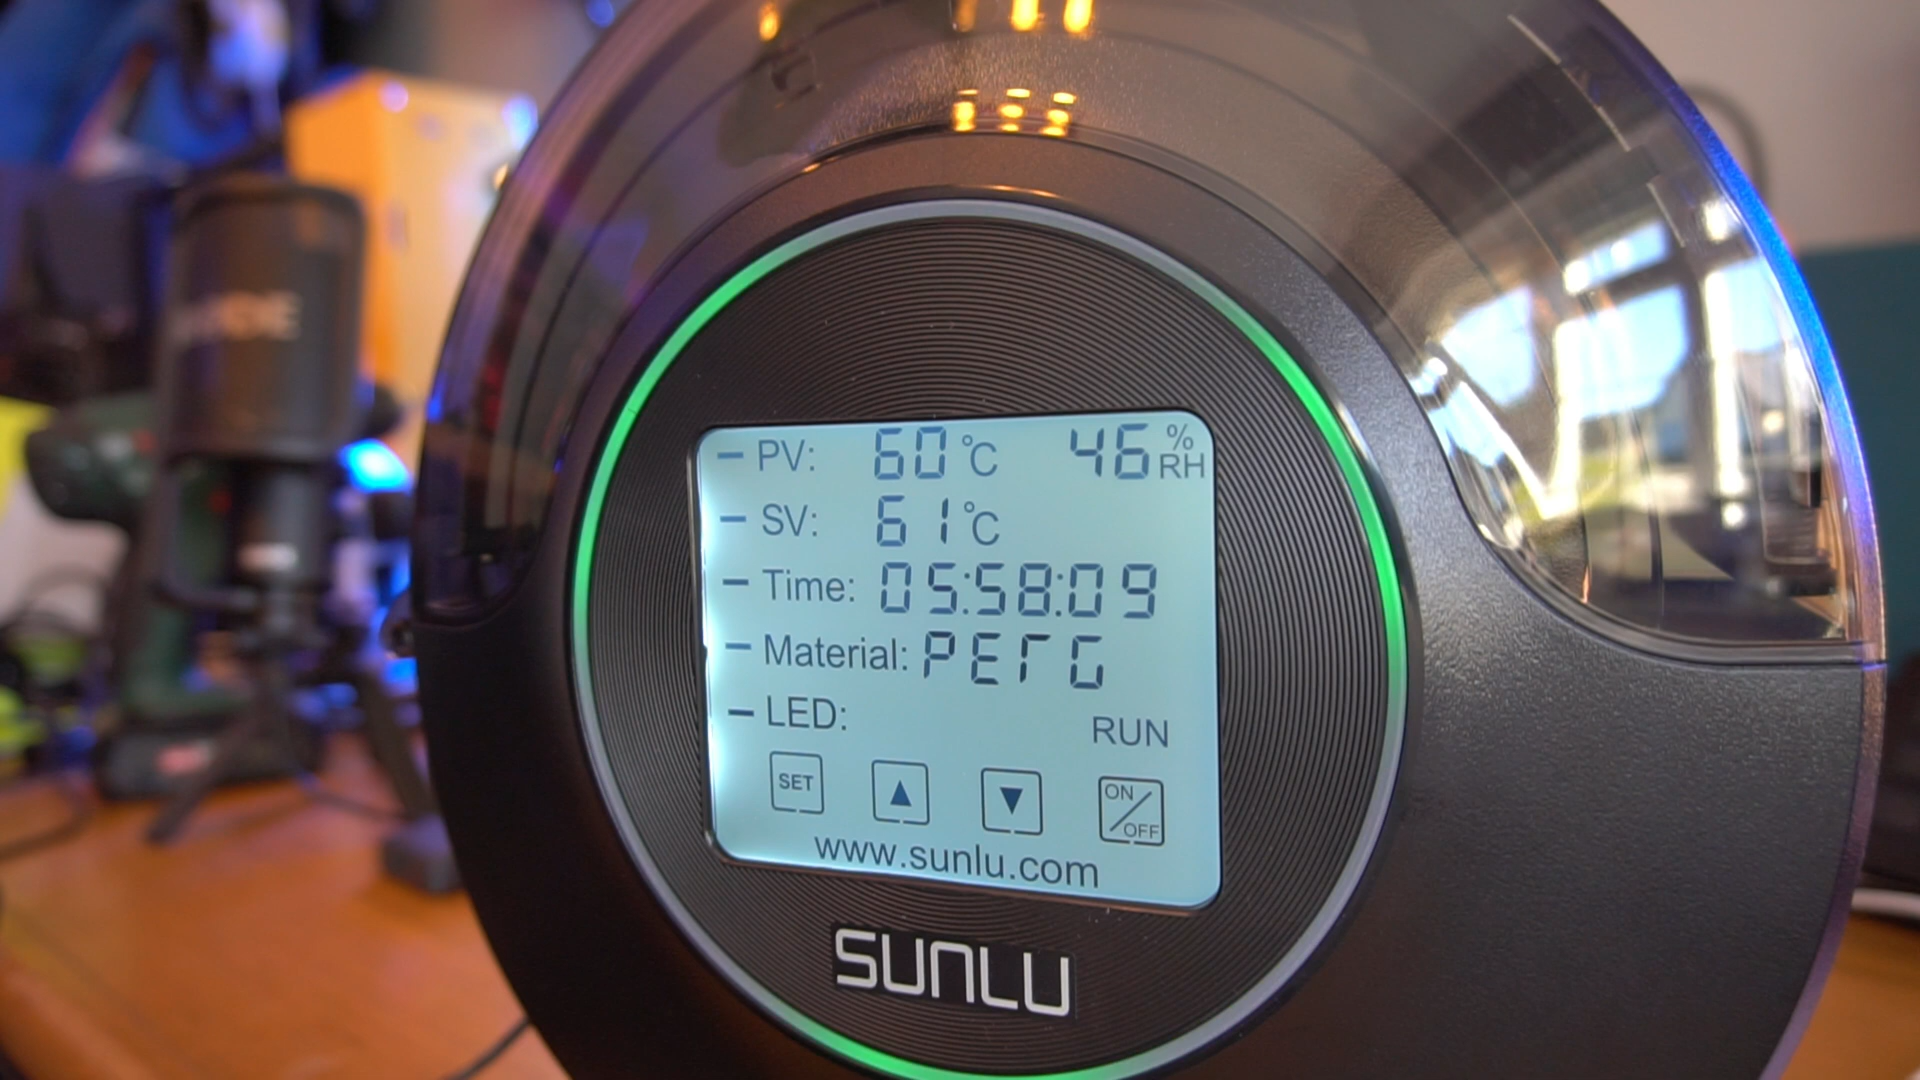 — PV: 60 °C 46 % RH
— SV: 61 °C
— Time: 05:58:09
— Material: PETG
— LED: RUN
SET ▲ ▼ ON/OFF
www.sunlu.com
SUNLU